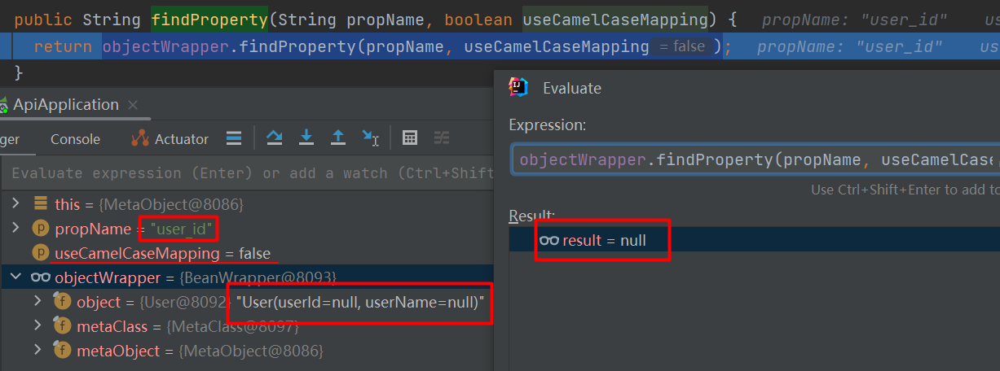 public String findProperty(String propName, boolean useCamelCaseMapping) { propName: "user_id" us
return objectWrapper.findProperty(propName, useCamelCaseMapping = false ); propName: "user_id" us
}
ApiApplication
Evaluate
ger Console Actuator
Expression:
objectWrapper.findProperty(propName, useCamelCase
Evaluate expression (Enter) or add a watch (Ctrl+Shift
Use Ctrl+Shift+Enter to add to
this = {MetaObject@8086}
Result:
propName = "user_id"
result = null
useCamelCaseMapping = false
objectWrapper = {BeanWrapper@8093}
object = {User@8092 "User(userId=null, userName=null)"
metaClass = {MetaClass@8097}
metaObject = {MetaObject@8086}